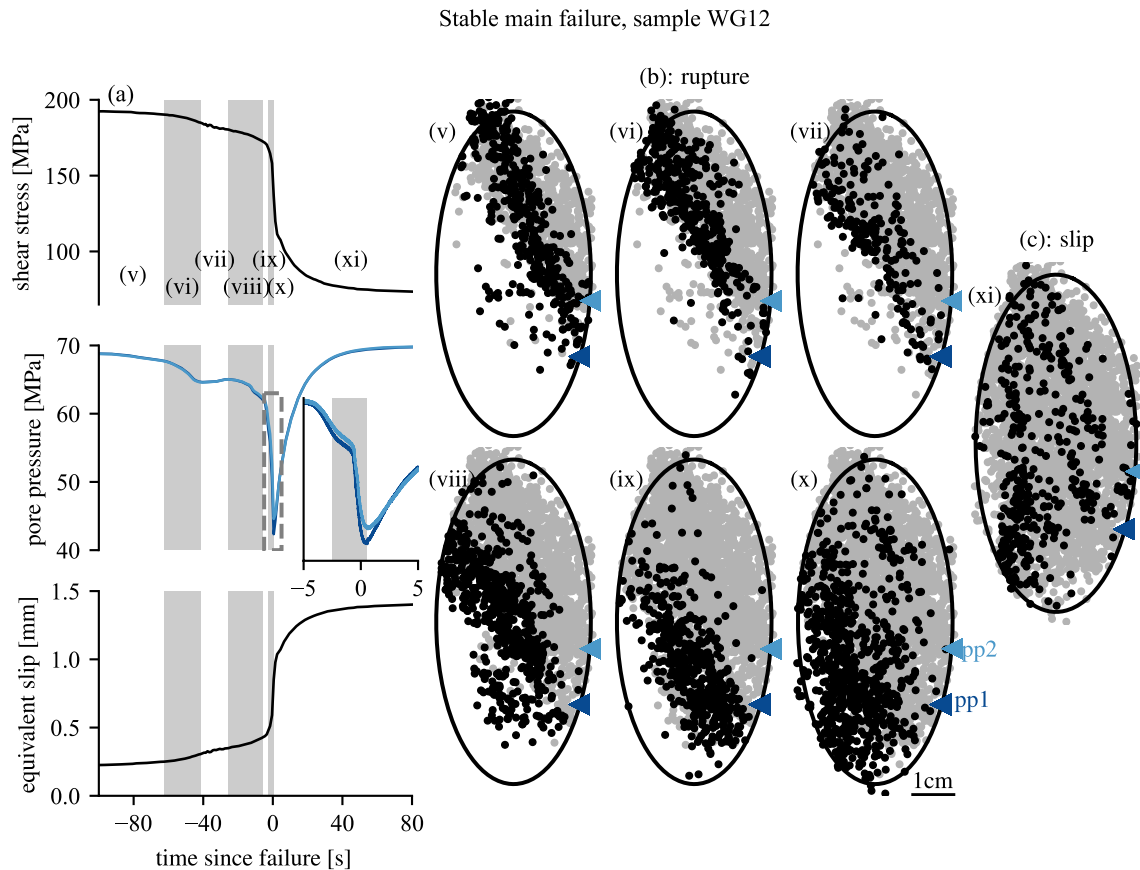 Stable main failure, sample WG12
(a)
shear stress [MPa]
200
150
100
(v)
(vi)
(vii)
(viii)
(ix)
(x)
(xi)
pore pressure [MPa]
70
60
50
40
−5
0
5
equivalent slip [mm]
1.5
1.0
0.5
0.0
−80
−40
0
40
80
time since failure [s]
(b): rupture
(v)
(vi)
(vii)
(viii)
(ix)
(x)
pp2
pp1
1cm
(c): slip
(xi)